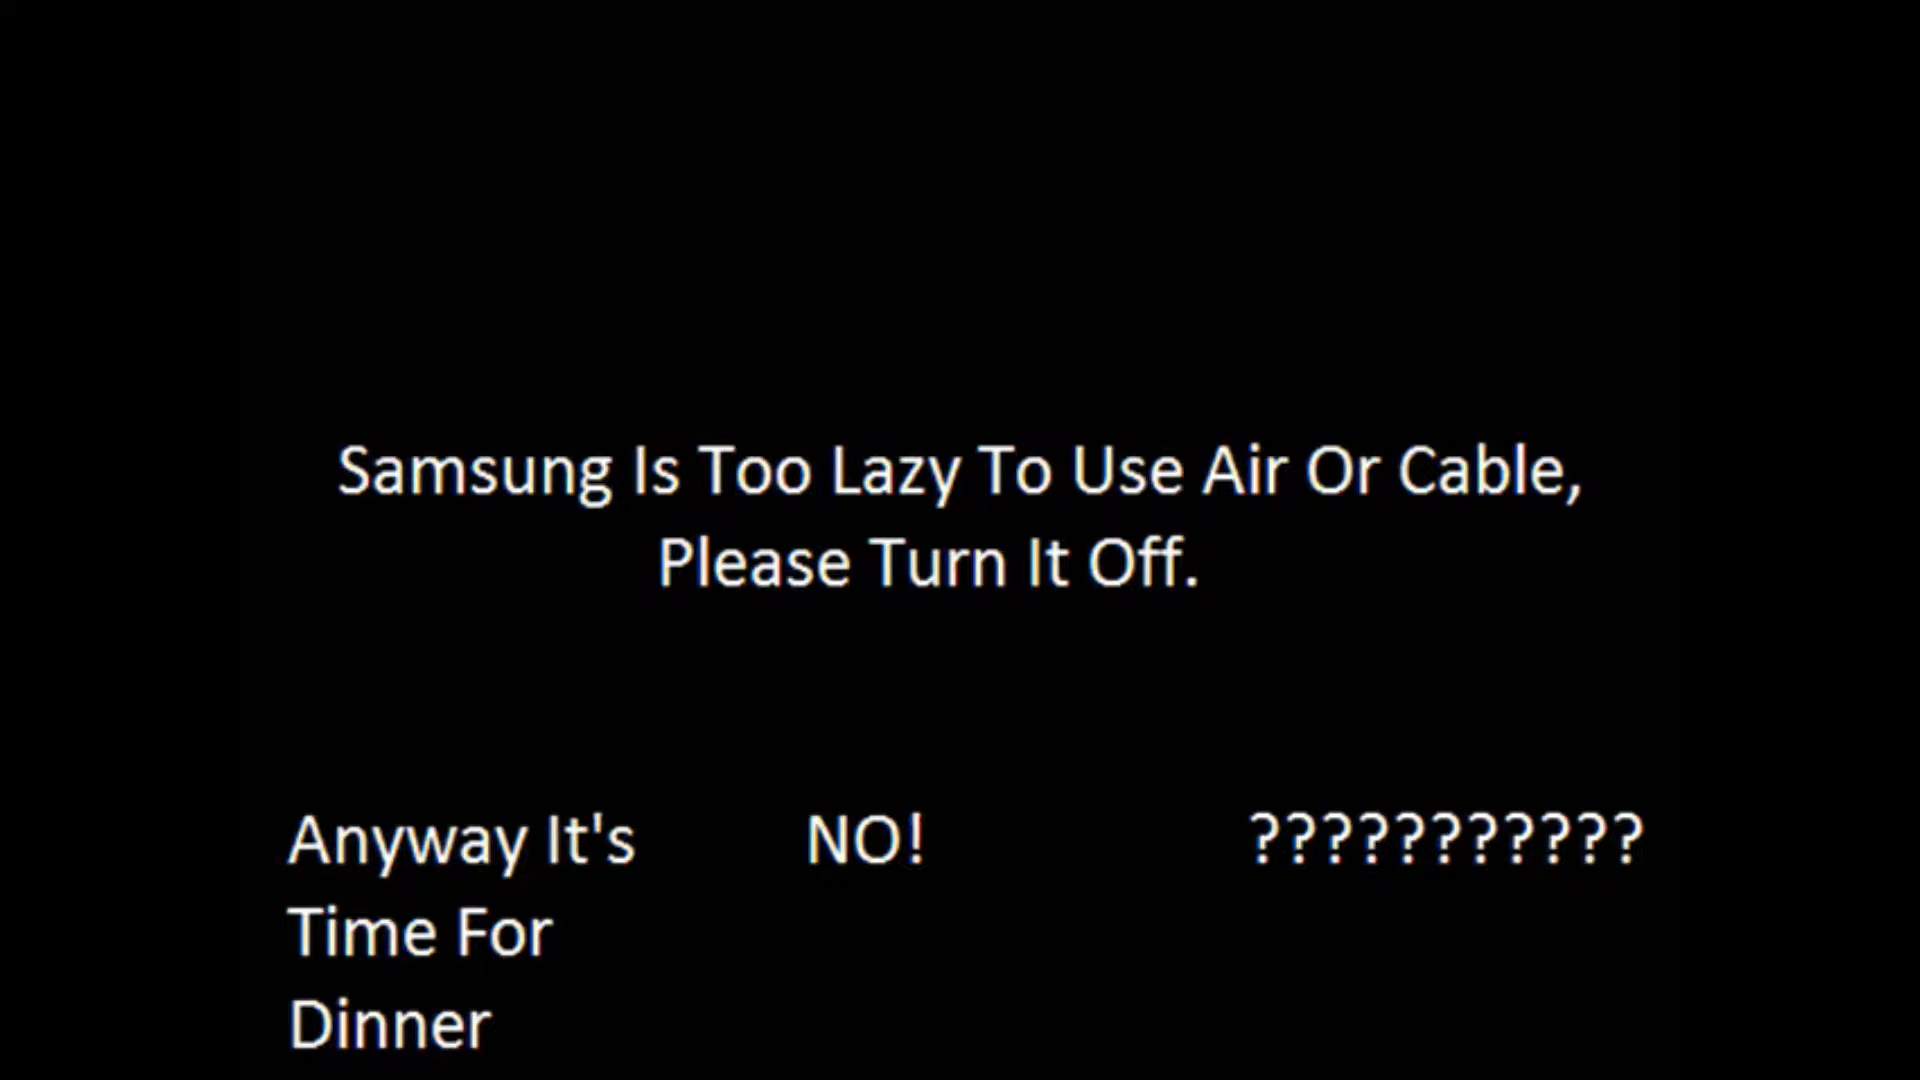 Samsung Is Too Lazy To Use Air Or Cable,
Please Turn It Off.
Anyway It's
Time For
Dinner
NO!
???????????